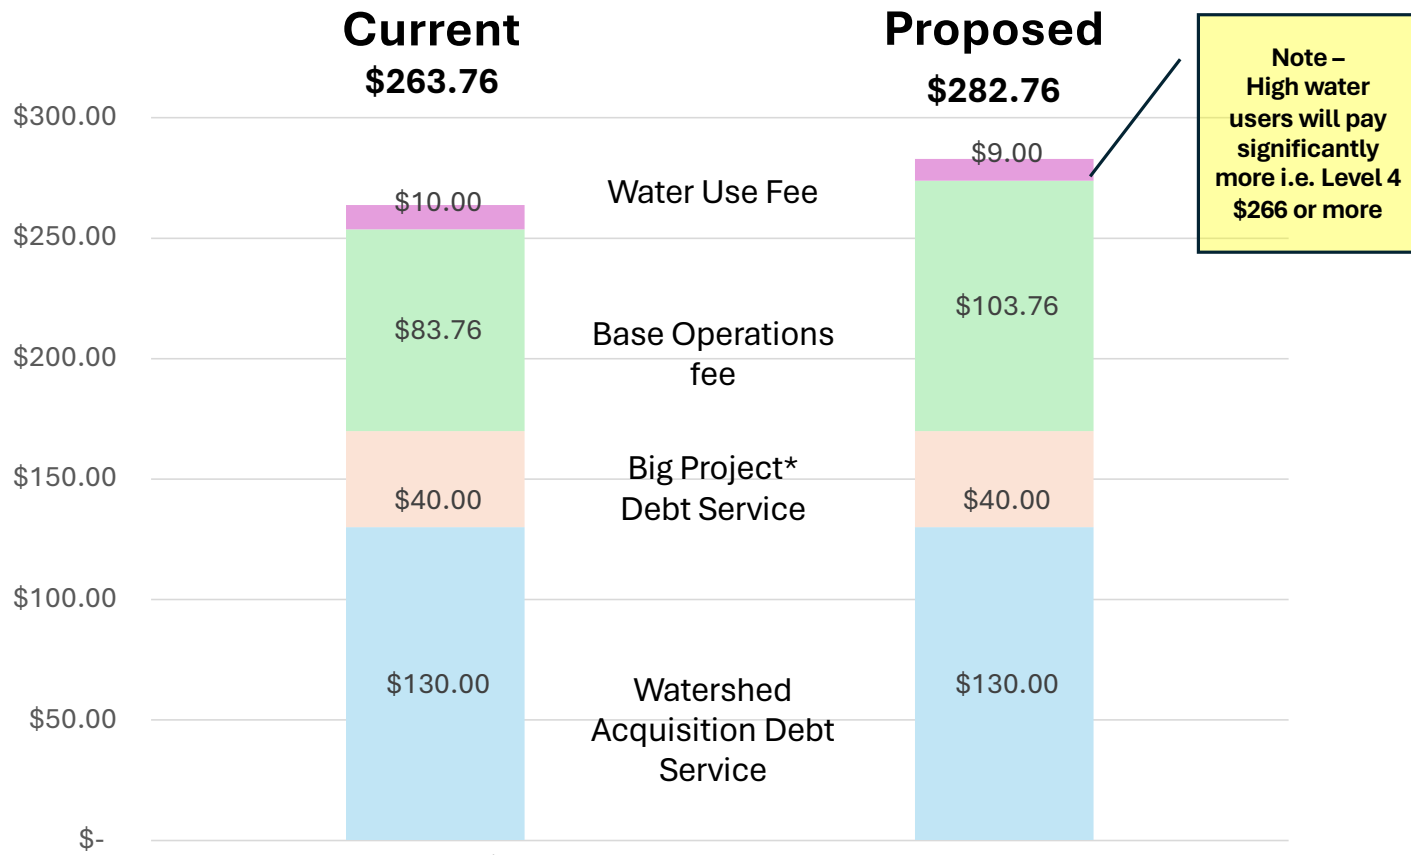 Current
$263.76
Proposed
$282.76
Note –
High water
users will pay
significantly
more i.e. Level 4
$266 or more
$300.00
$250.00
$200.00
$150.00
$100.00
$50.00
$-
$10.00
$83.76
$40.00
$130.00
Water Use Fee
Base Operations
fee
Big Project*
Debt Service
Watershed
Acquisition Debt
Service
$9.00
$103.76
$40.00
$130.00